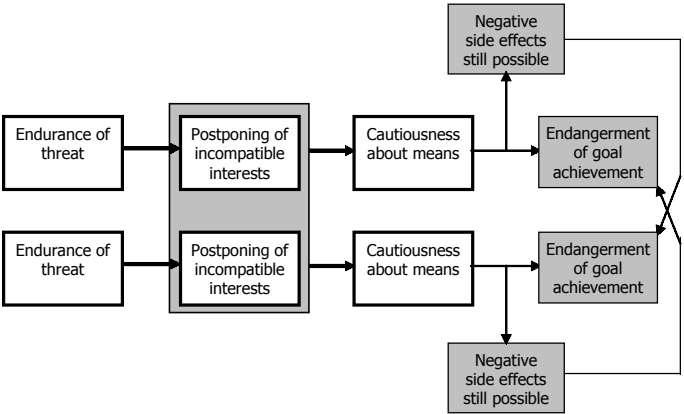 Negative
side effects
still possible
Endurance of
threat
Postponing of
incompatible
interests
Cautiousness
about means
Endangerment
of goal
achievement
Endurance of
threat
Postponing of
incompatible
interests
Cautiousness
about means
Endangerment
of goal
achievement
Negative
side effects
still possible